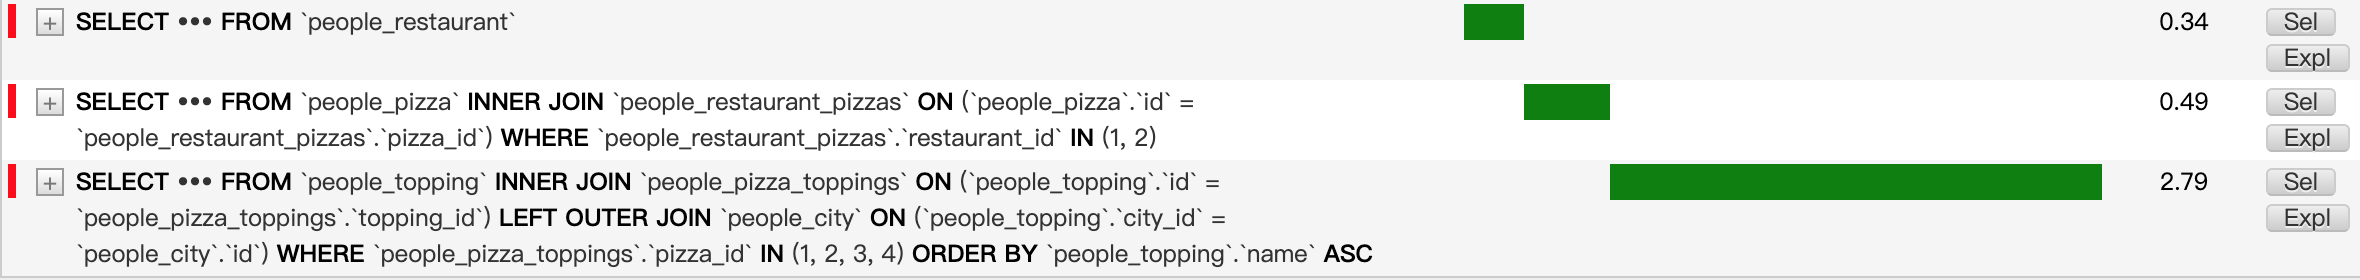 + SELECT ••• FROM `people_restaurant` 0.34 Sel
Expl
+ SELECT ••• FROM `people_pizza` INNER JOIN `people_restaurant_pizzas` ON (`people_pizza`.`id` = 0.49 Sel
`people_restaurant_pizzas`.`pizza_id`) WHERE `people_restaurant_pizzas`.`restaurant_id` IN (1, 2) Expl
+ SELECT ••• FROM `people_topping` INNER JOIN `people_pizza_toppings` ON (`people_topping`.`id` = 2.79 Sel
`people_pizza_toppings`.`topping_id`) LEFT OUTER JOIN `people_city` ON (`people_topping`.`city_id` = Expl
`people_city`.`id`) WHERE `people_pizza_toppings`.`pizza_id` IN (1, 2, 3, 4) ORDER BY `people_topping`.`name` ASC